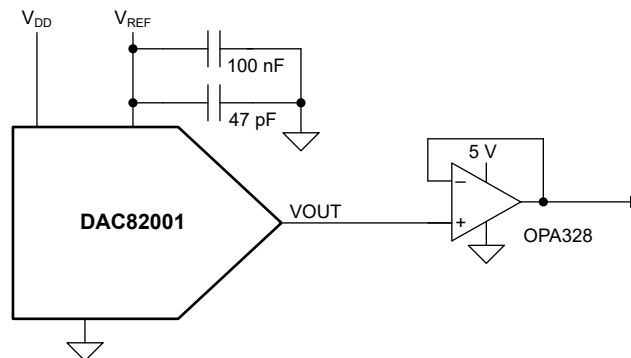 VDD
VREF
100 nF
47 pF
5 V
−
DAC82001
VOUT
+
OPA328